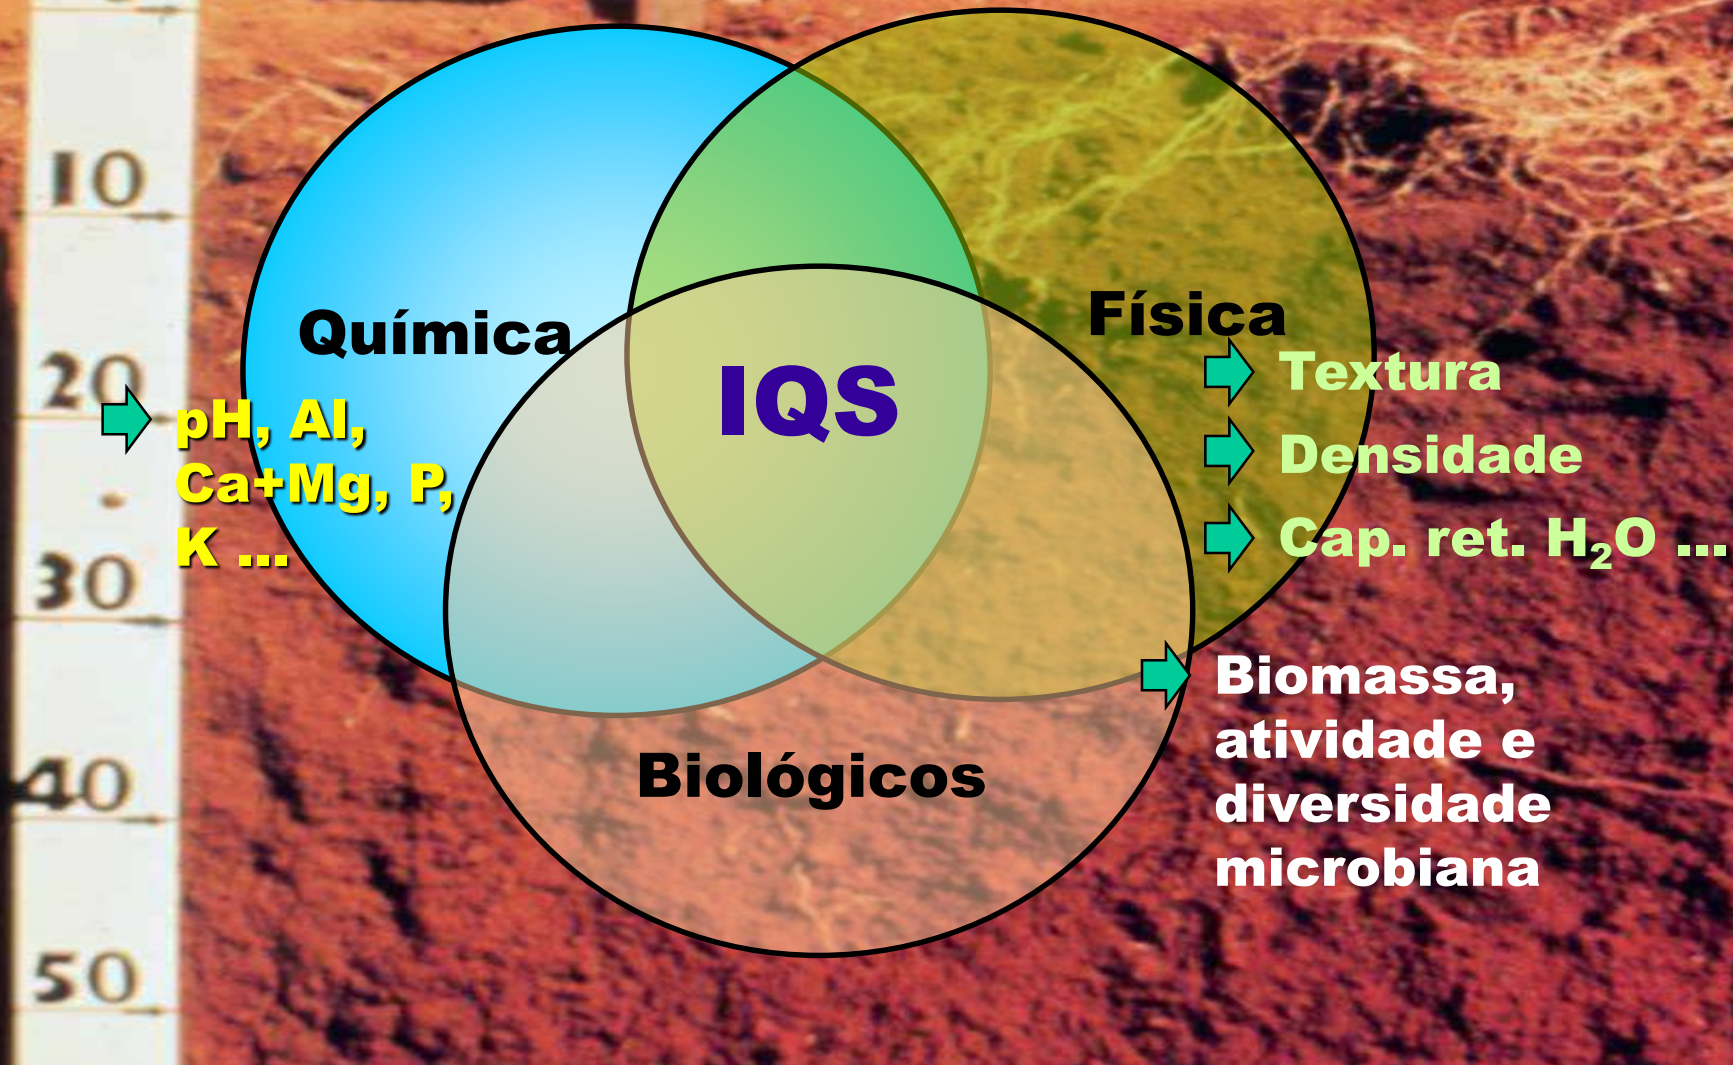 10
20
30
40
50
Química
pH, Al,
Ca+Mg, P,
K ...
IQS
Física
Textura
Densidade
Cap. ret. H₂O ...
Biológicos
Biomassa,
atividade e
diversidade
microbiana